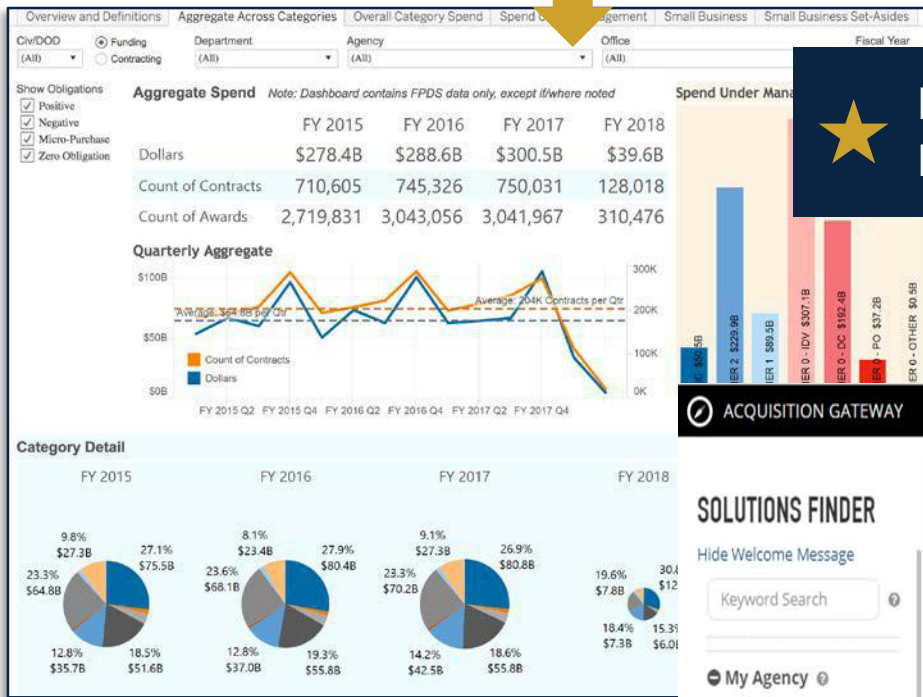 Overview and Definitions Aggregate Across Categories Overall Category Spend Spend Small Business Small Business Set-Asides
Civ/DOD Funding Department Agency Office Fiscal Year
(All) Contracting (All) (All) (All)
Show Obligations
Positive
Negative
Micro-Purchase
Zero Obligation
Aggregate Spend Note: Dashboard contains FPDS data only, except if/where noted
FY 2015 FY 2016 FY 2017 FY 2018
Dollars $278.4B $288.6B $300.5B $39.6B
Count of Contracts 710,605 745,326 750,031 128,018
Count of Awards 2,719,831 3,043,056 3,041,967 310,476
Quarterly Aggregate
$100B 300K
Average: 204K Contracts per Qtr
200K
Average: $64.8B per Qtr
$50B
100K
Count of Contracts
Dollars
$0B 0K
FY 2015 Q2 FY 2015 Q4 FY 2016 Q2 FY 2016 Q4 FY 2017 Q2 FY 2017 Q4
Spend Under
TIER 2 $229.9B
IER 1 $89.5B
IER 0 - IDV $307.1B
IER 0 - DC $192.4B
ER 0 - PO $37.2B
ER 0 - OTHER $0.5B
ACQUISITION GATEWAY
SOLUTIONS FINDER
Hide Welcome Message
Keyword Search
My Agency
Category Detail
FY 2015 FY 2016 FY 2017 FY 2018
9.8%
$27.3B
27.1%
$75.5B
23.3%
$64.8B
12.8%
$35.7B
18.5%
$51.6B
8.1%
$23.4B
27.9%
$80.4B
23.6%
$68.1B
12.8%
$37.0B
19.3%
$55.8B
9.1%
$27.3B
26.9%
$80.8B
23.3%
$70.2B
14.2%
$42.5B
18.6%
$55.8B
19.6%
$7.8B
18.4%
$7.3B